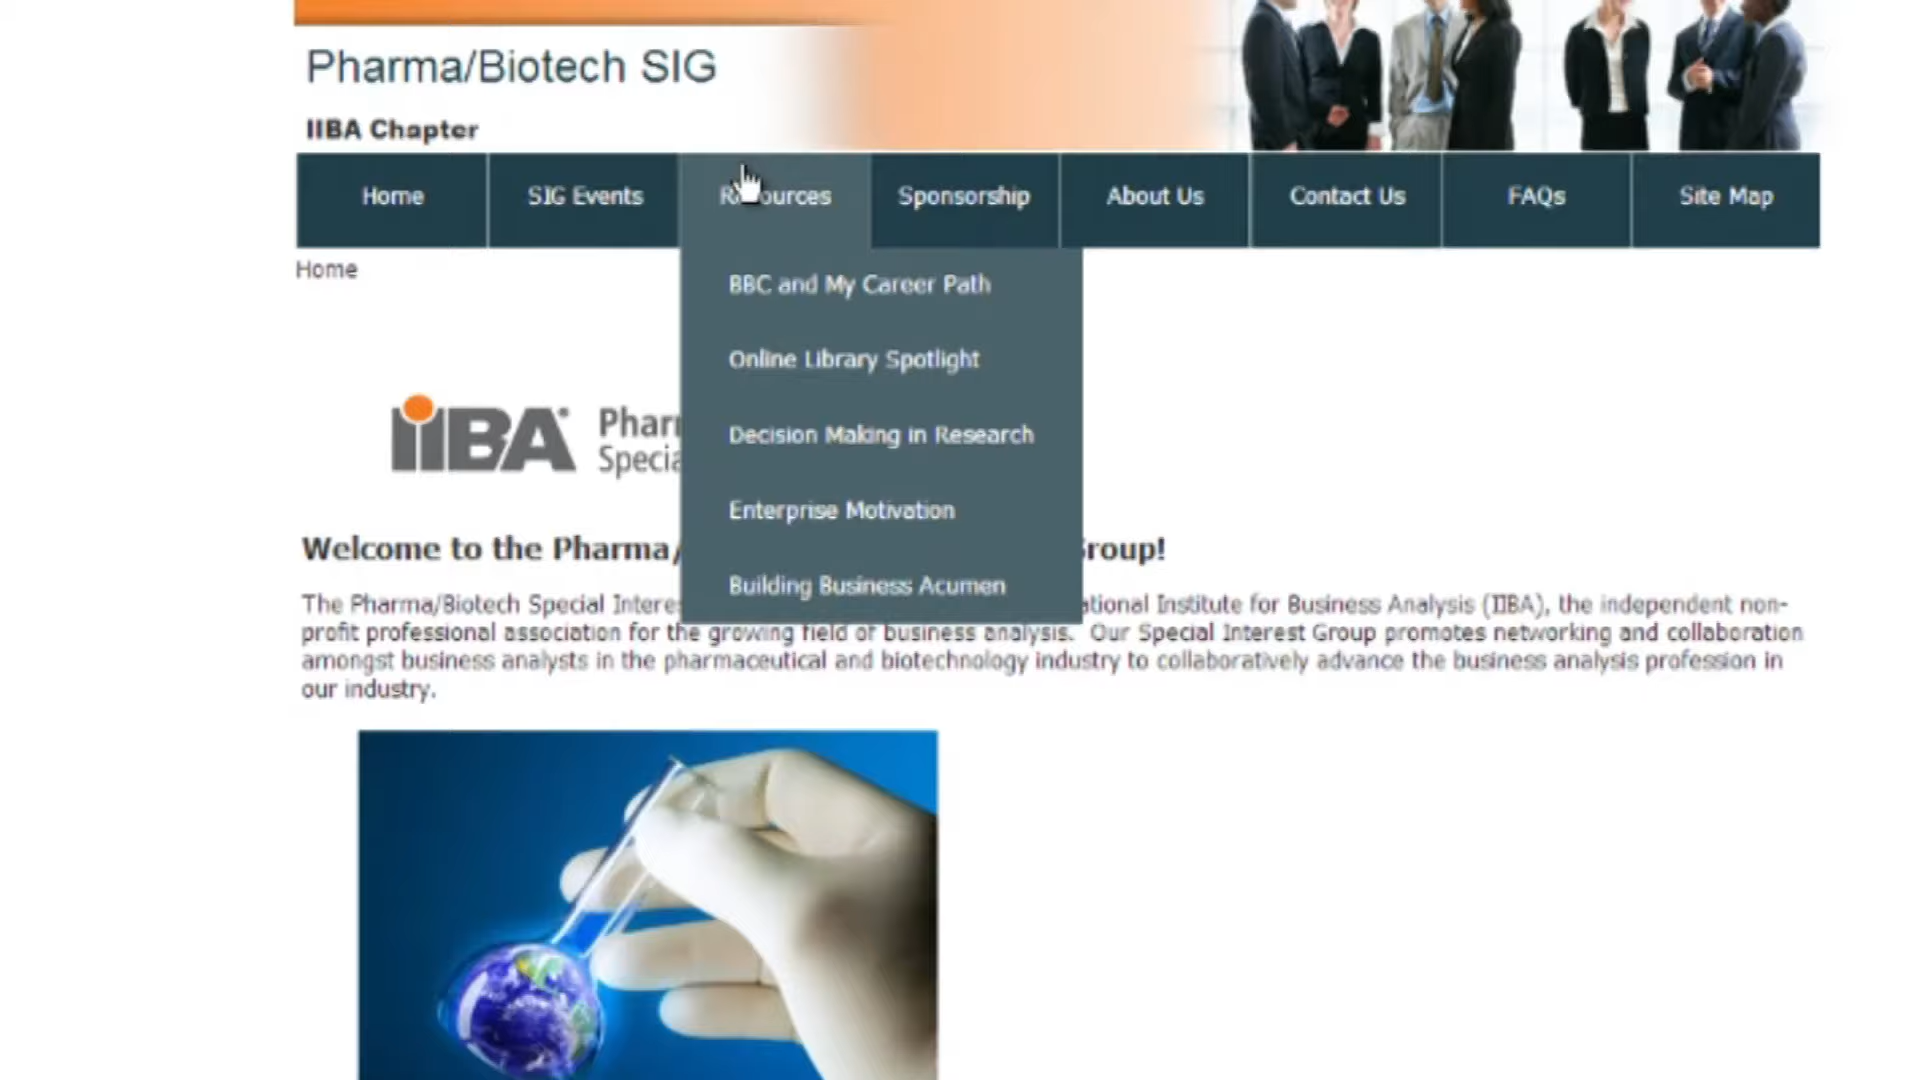 Pharma/Biotech SIG
IIBA Chapter
Home
SIG Events
Resources
Sponsorship
About Us
Contact Us
FAQs
Site Map
Home
BBC and My Career Path
Online Library Spotlight
Decision Making in Research
Enterprise Motivation
Building Business Acumen
IIBA
Welcome to the Pharma/
The Pharma/Biotech Special ational Institute for Business Analysis (IIBA), the independent non-
profit professional association for the growing field of business analysis. Our Special Interest Group promotes networking and collaboration
amongst business analysts in the pharmaceutical and biotechnology industry to collaboratively advance the business analysis profession in
our industry.